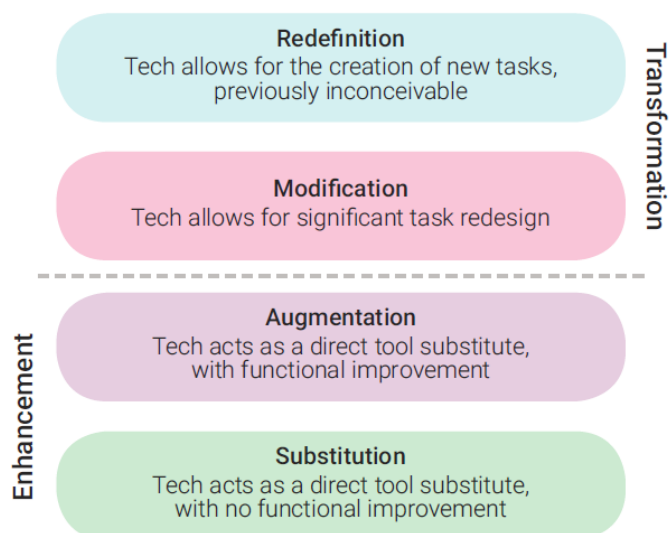 Redefinition
Tech allows for the creation of new tasks,
previously inconceivable
Transformation
Modification
Tech allows for significant task redesign
Augmentation
Tech acts as a direct tool substitute,
with functional improvement
Enhancement
Substitution
Tech acts as a direct tool substitute,
with no functional improvement